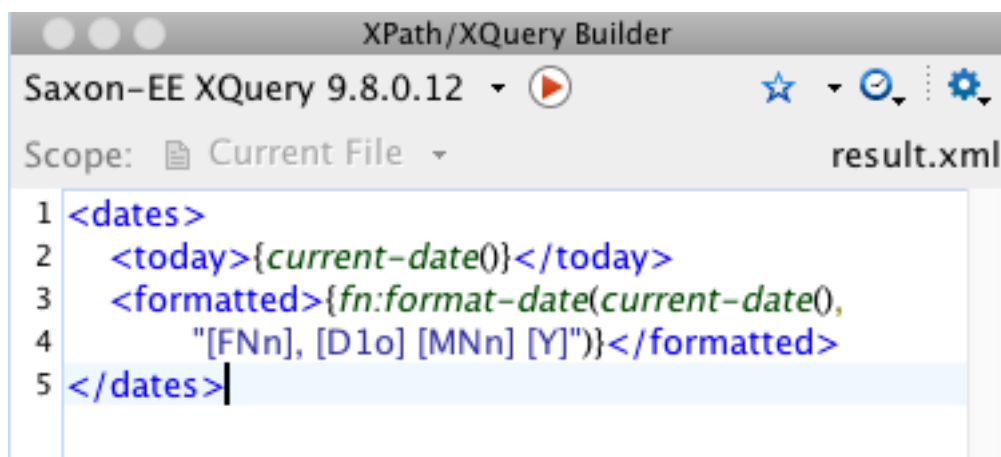 XPath/XQuery Builder
Saxon-EE XQuery 9.8.0.12
Scope: Current File result.xml
1 <dates>
2 <today>{current-date()}</today>
3 <formatted>{fn:format-date(current-date(),
4 "[FNn], [D1o] [MNn] [Y]")}</formatted>
5 </dates>